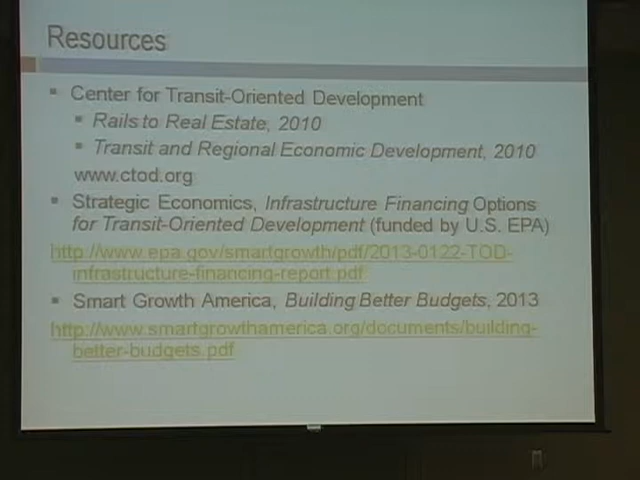 Resources
Center for Transit-Oriented Development
Rails to Real Estate, 2010
Transit and Regional Economic Development, 2010
www.ctod.org
Strategic Economics, Infrastructure Financing Options
for Transit-Oriented Development (funded by U.S. EPA)
http://www.epa.gov/smartgrowth/pdf/2013-0122-TOD-
infrastructure-financing-report.pdf
Smart Growth America, Building Better Budgets, 2013
http://www.smartgrowthamerica.org/documents/building-
better-budgets.pdf